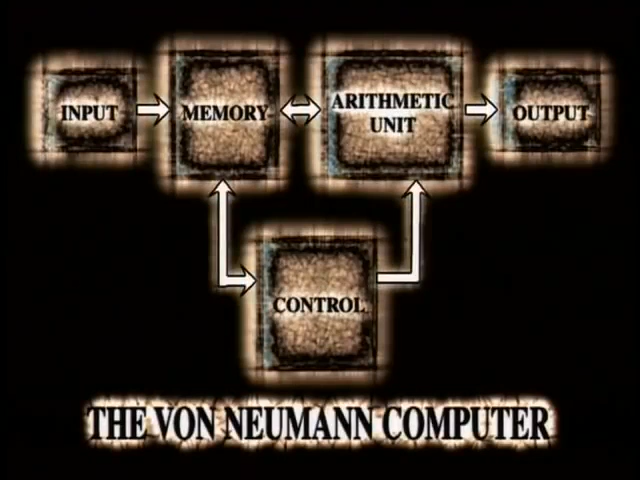 INPUT
MEMORY
ARITHMETIC
UNIT
OUTPUT
CONTROL
THE VON NEUMANN COMPUTER